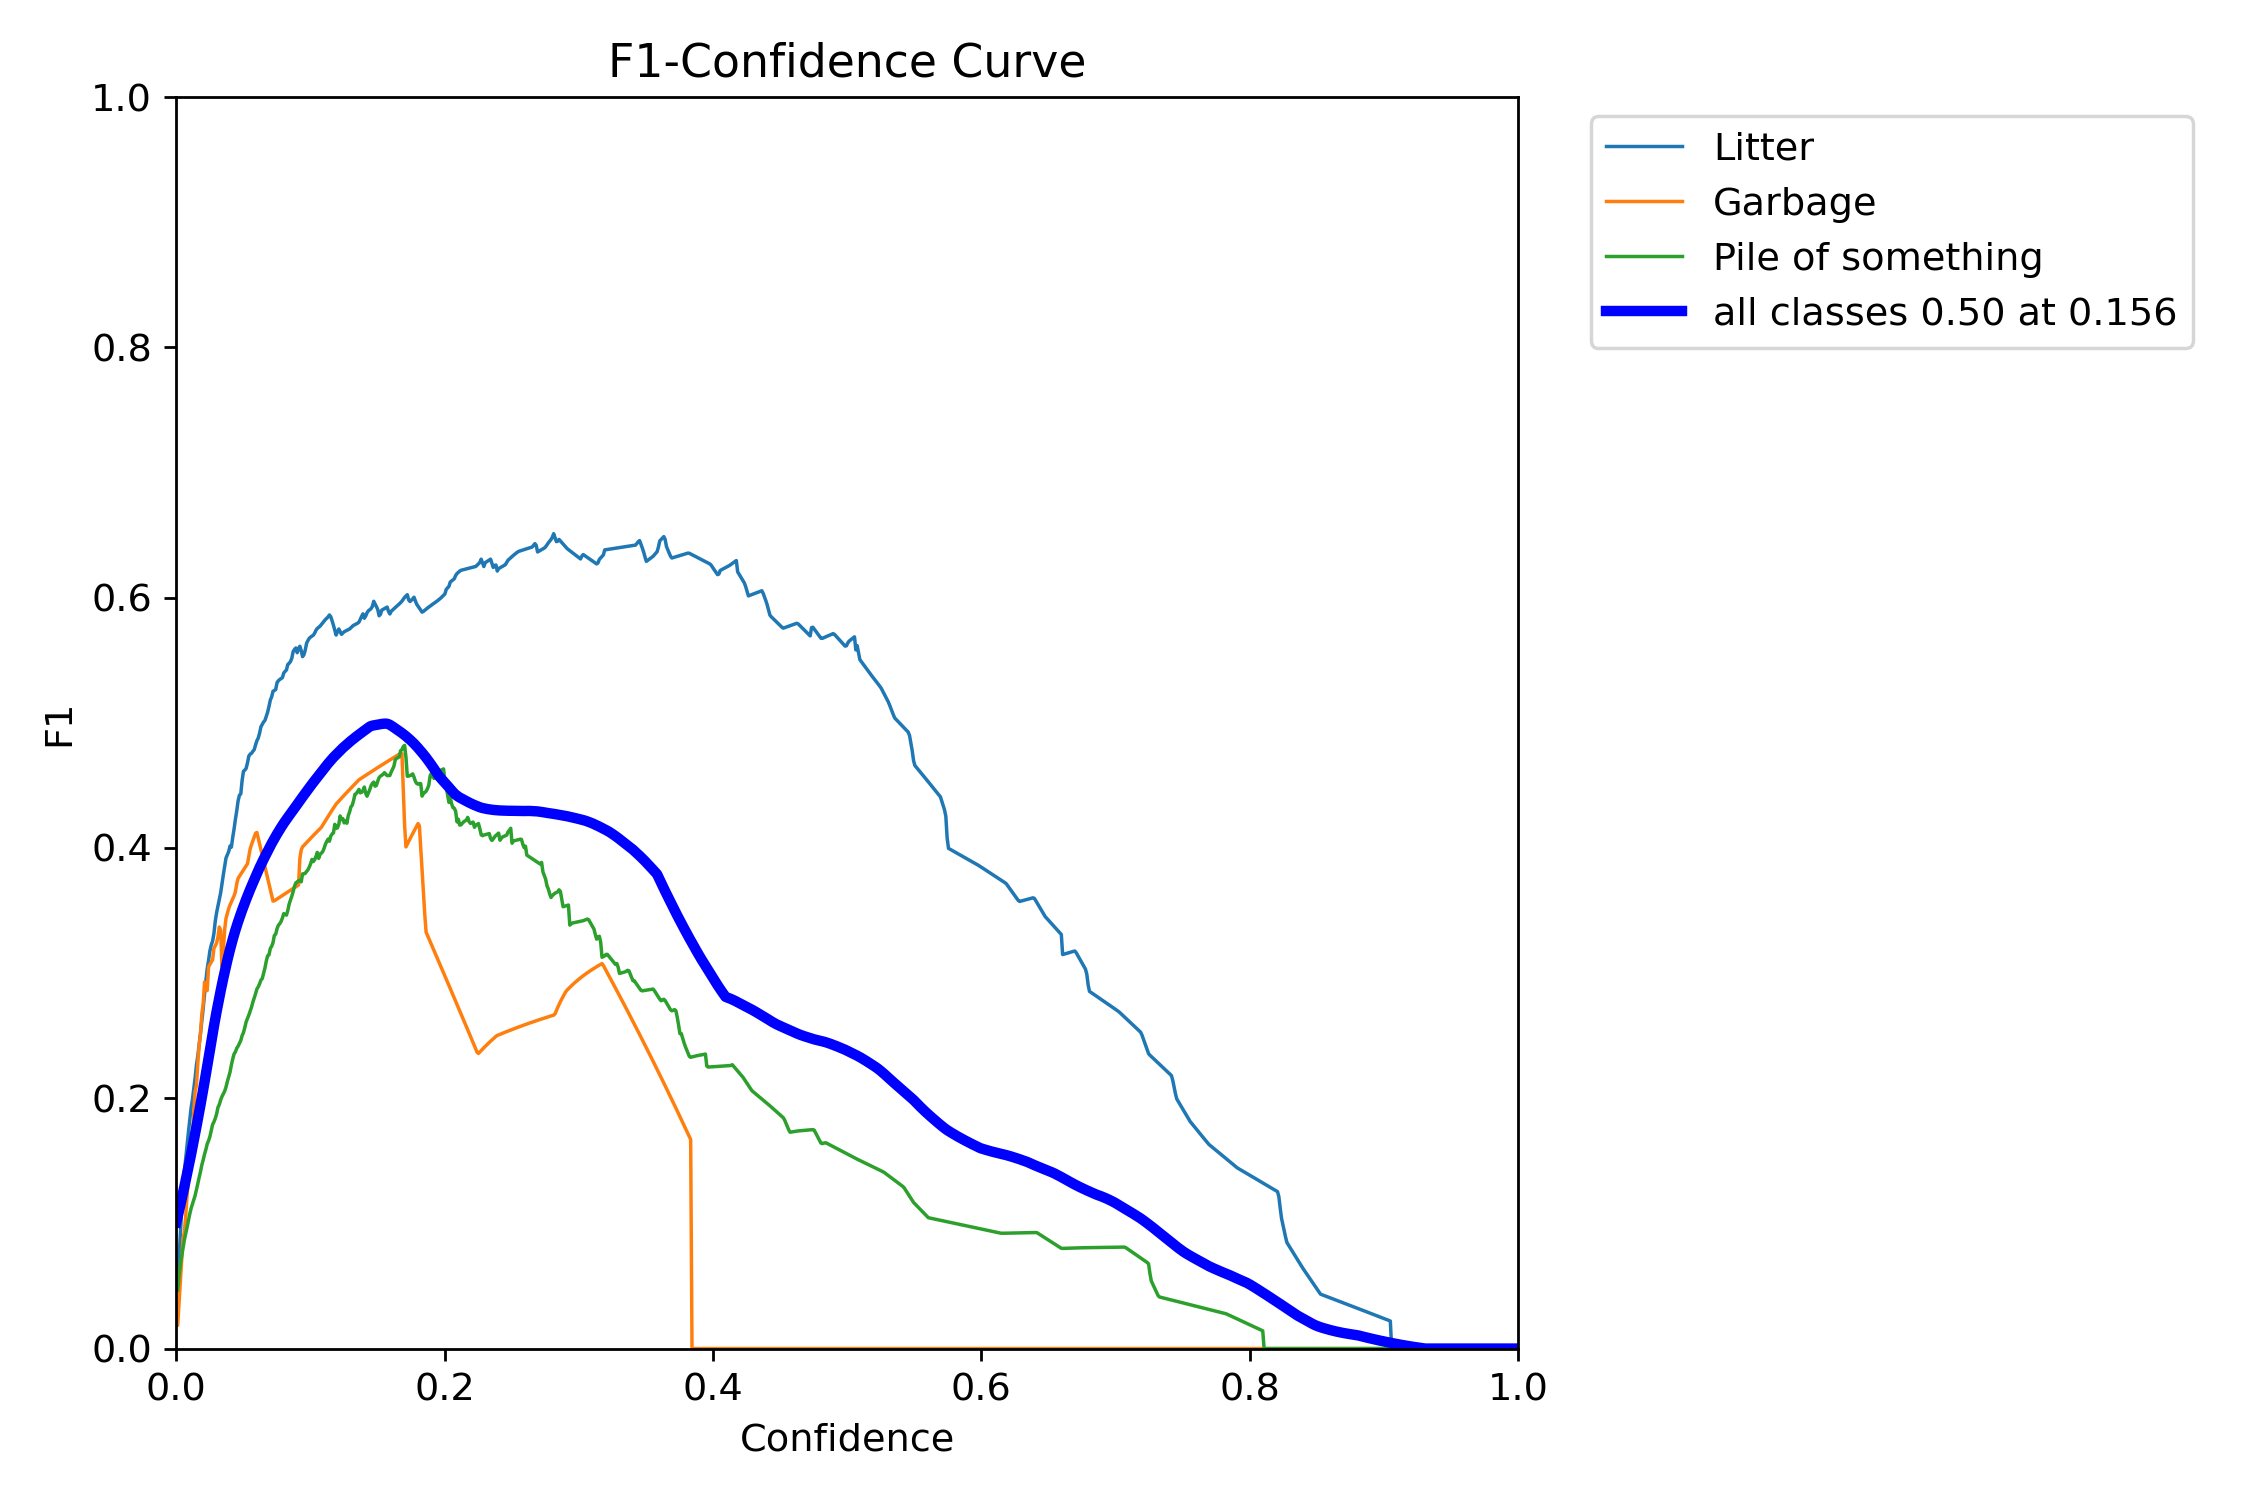 F1-Confidence Curve
1.0
0.8
0.6
0.4
0.2
0.0
F1
0.0 0.2 0.4 0.6 0.8 1.0
Confidence
Litter
Garbage
Pile of something
all classes 0.50 at 0.156